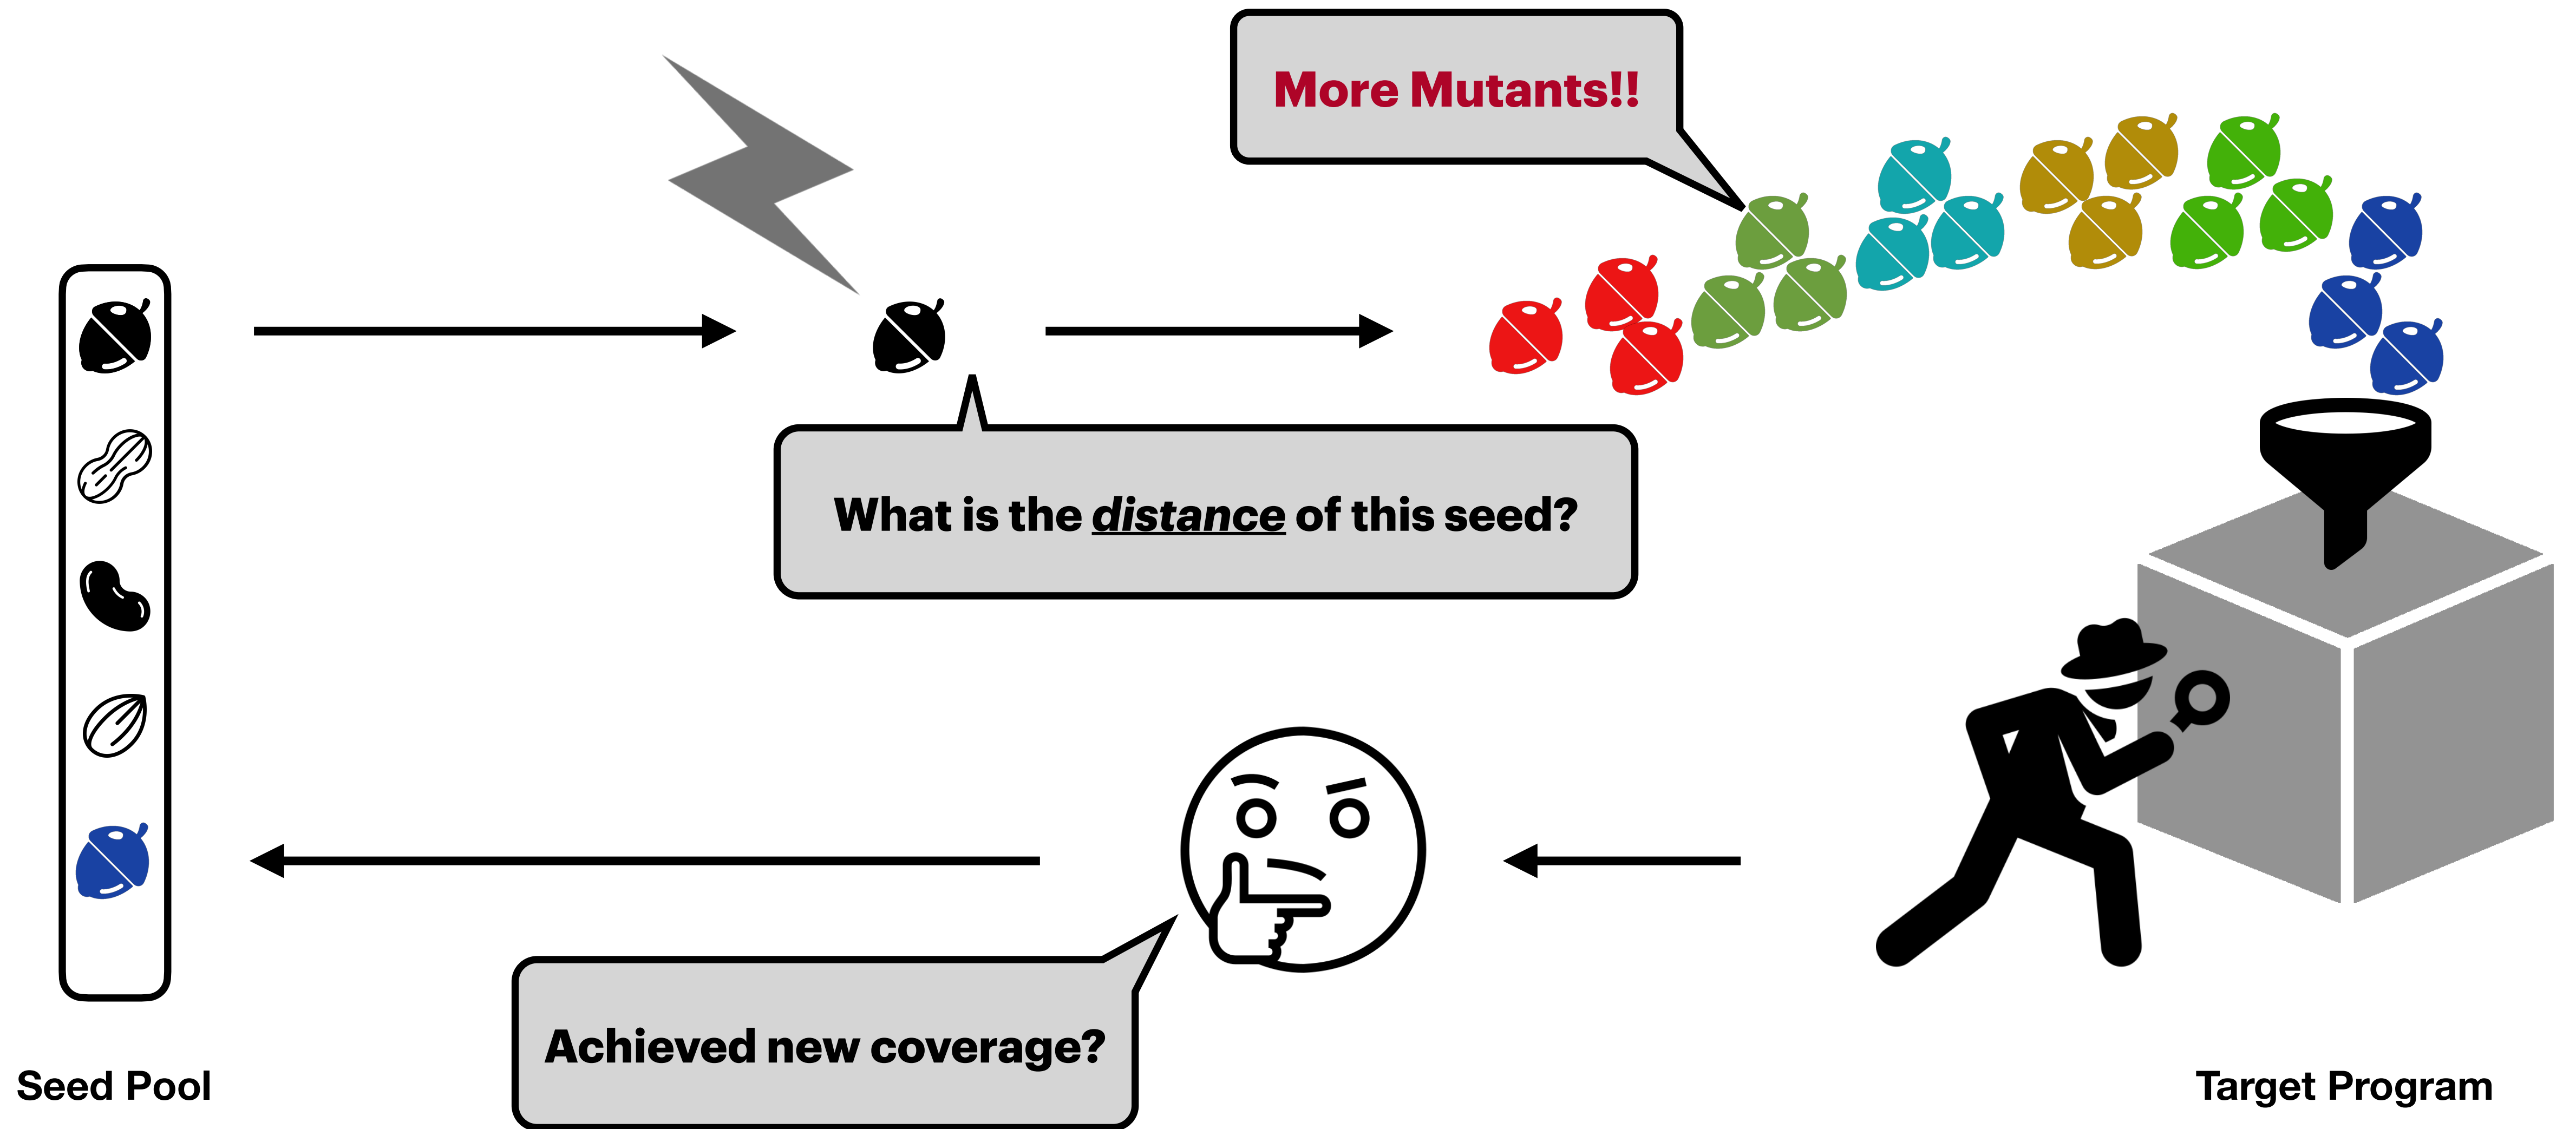 More Mutants!!
What is the distance of this seed?
Achieved new coverage?
Seed Pool
Target Program